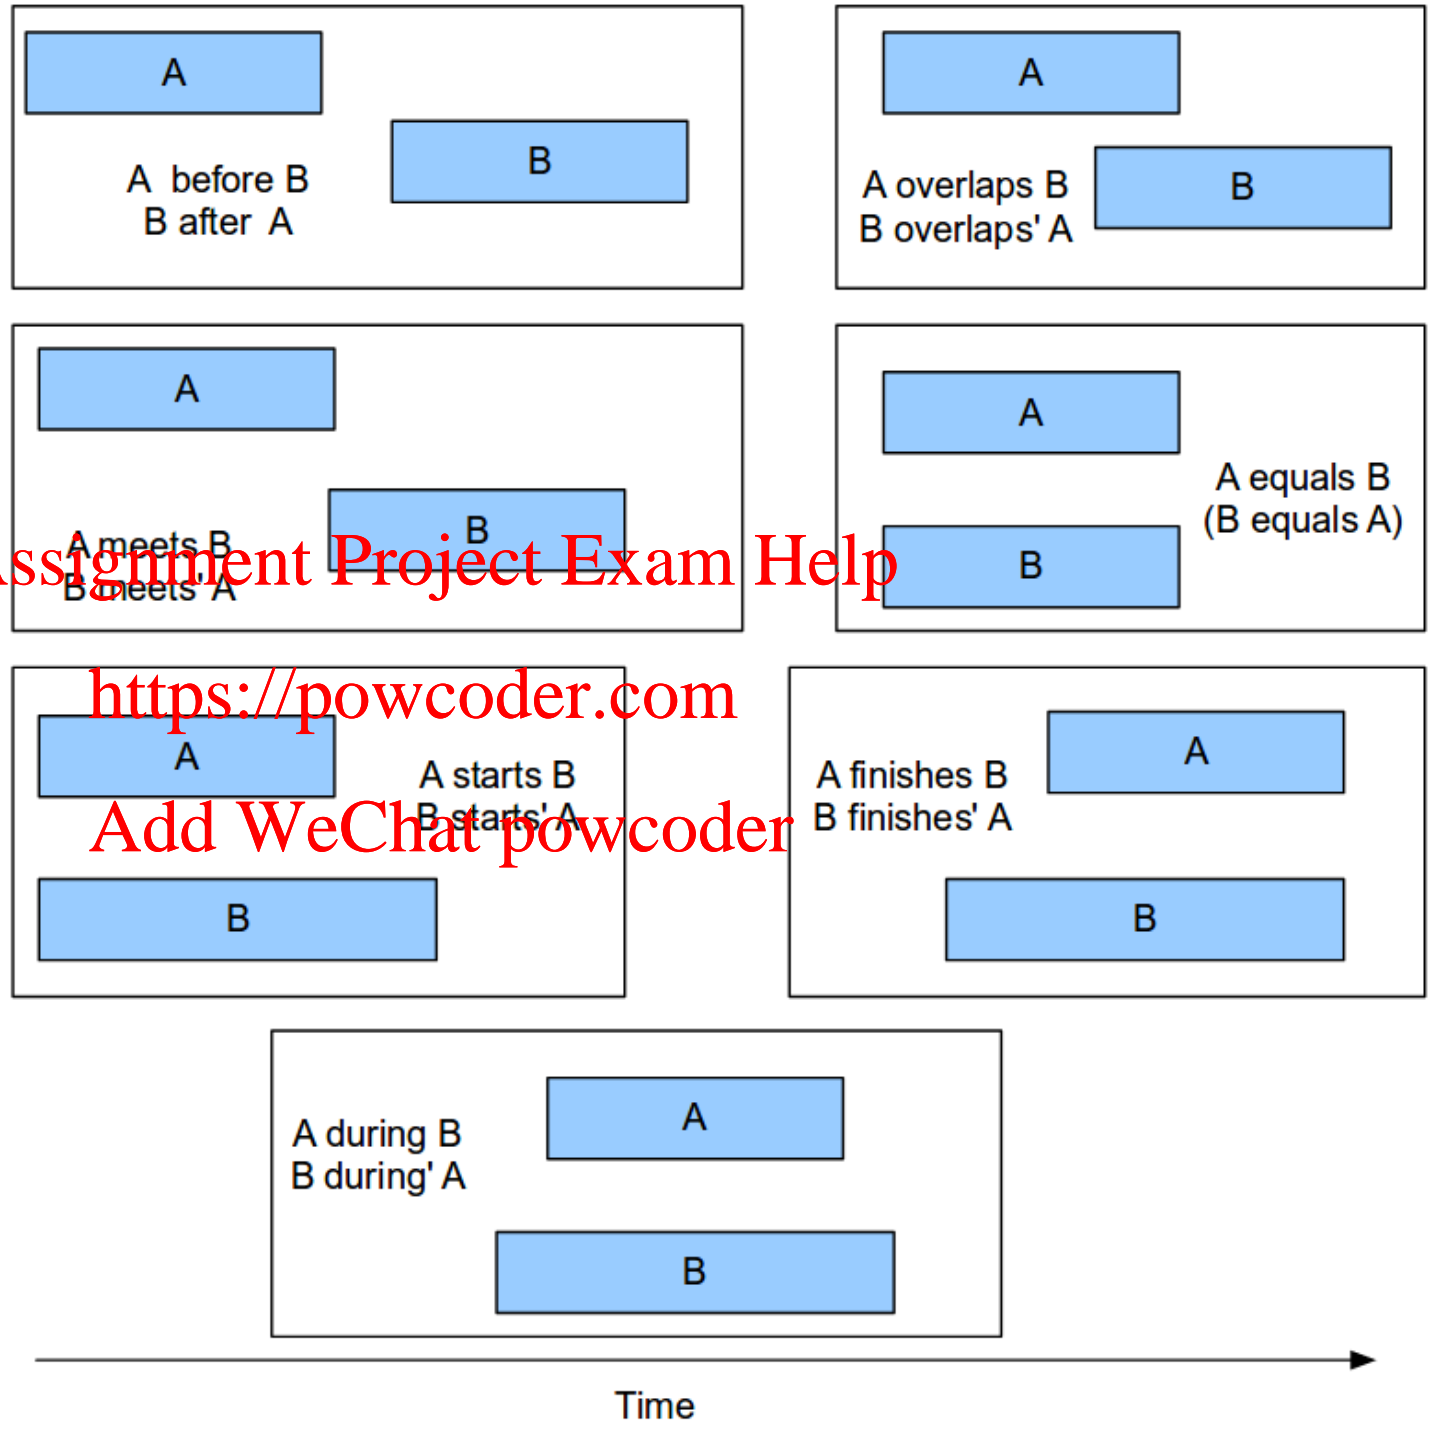 A
B
A before B
B after A
A
A overlaps B
B overlaps' A
B
A
B
A meets B
B meets' A
A
A equals B
(B equals A)
B
Assignment Project Exam Help
https://powcoder.com
A
A starts B
B starts' A
B
Add WeChat powcoder
A
A finishes B
B finishes' A
B
A
A during B
B during' A
B
Time